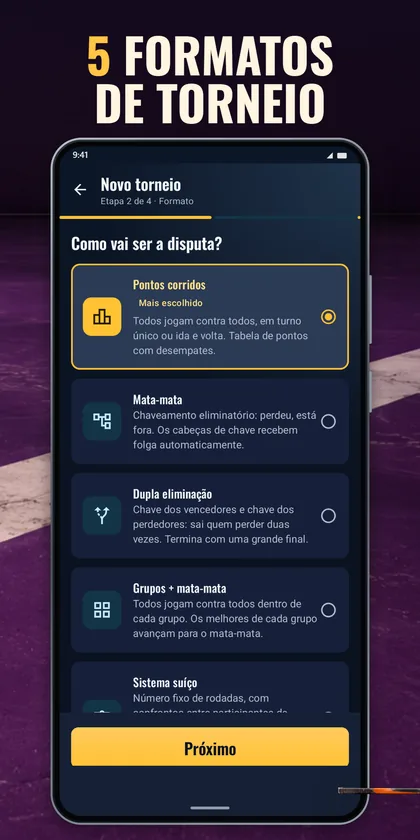 5 FORMATOS
DE TORNEIO
9:41
Novo torneio
Etapa 2 de 4 · Formato
Como vai ser a disputa?
Pontos corridos
Mais escolhido
Todos jogam contra todos, em turno
único ou ida e volta. Tabela de pontos
com desempates.
Mata-mata
Chaveamento eliminatório: perdeu, está
fora. Os cabeças de chave recebem
folga automaticamente.
Dupla eliminação
Chave dos vencedores e chave dos
perdedores: sai quem perder duas
vezes. Termina com uma grande final.
Grupos + mata-mata
Todos jogam contra todos dentro de
cada grupo. Os melhores de cada grupo
avançam para o mata-mata.
Sistema suíço
Número fixo de rodadas, com
Próximo